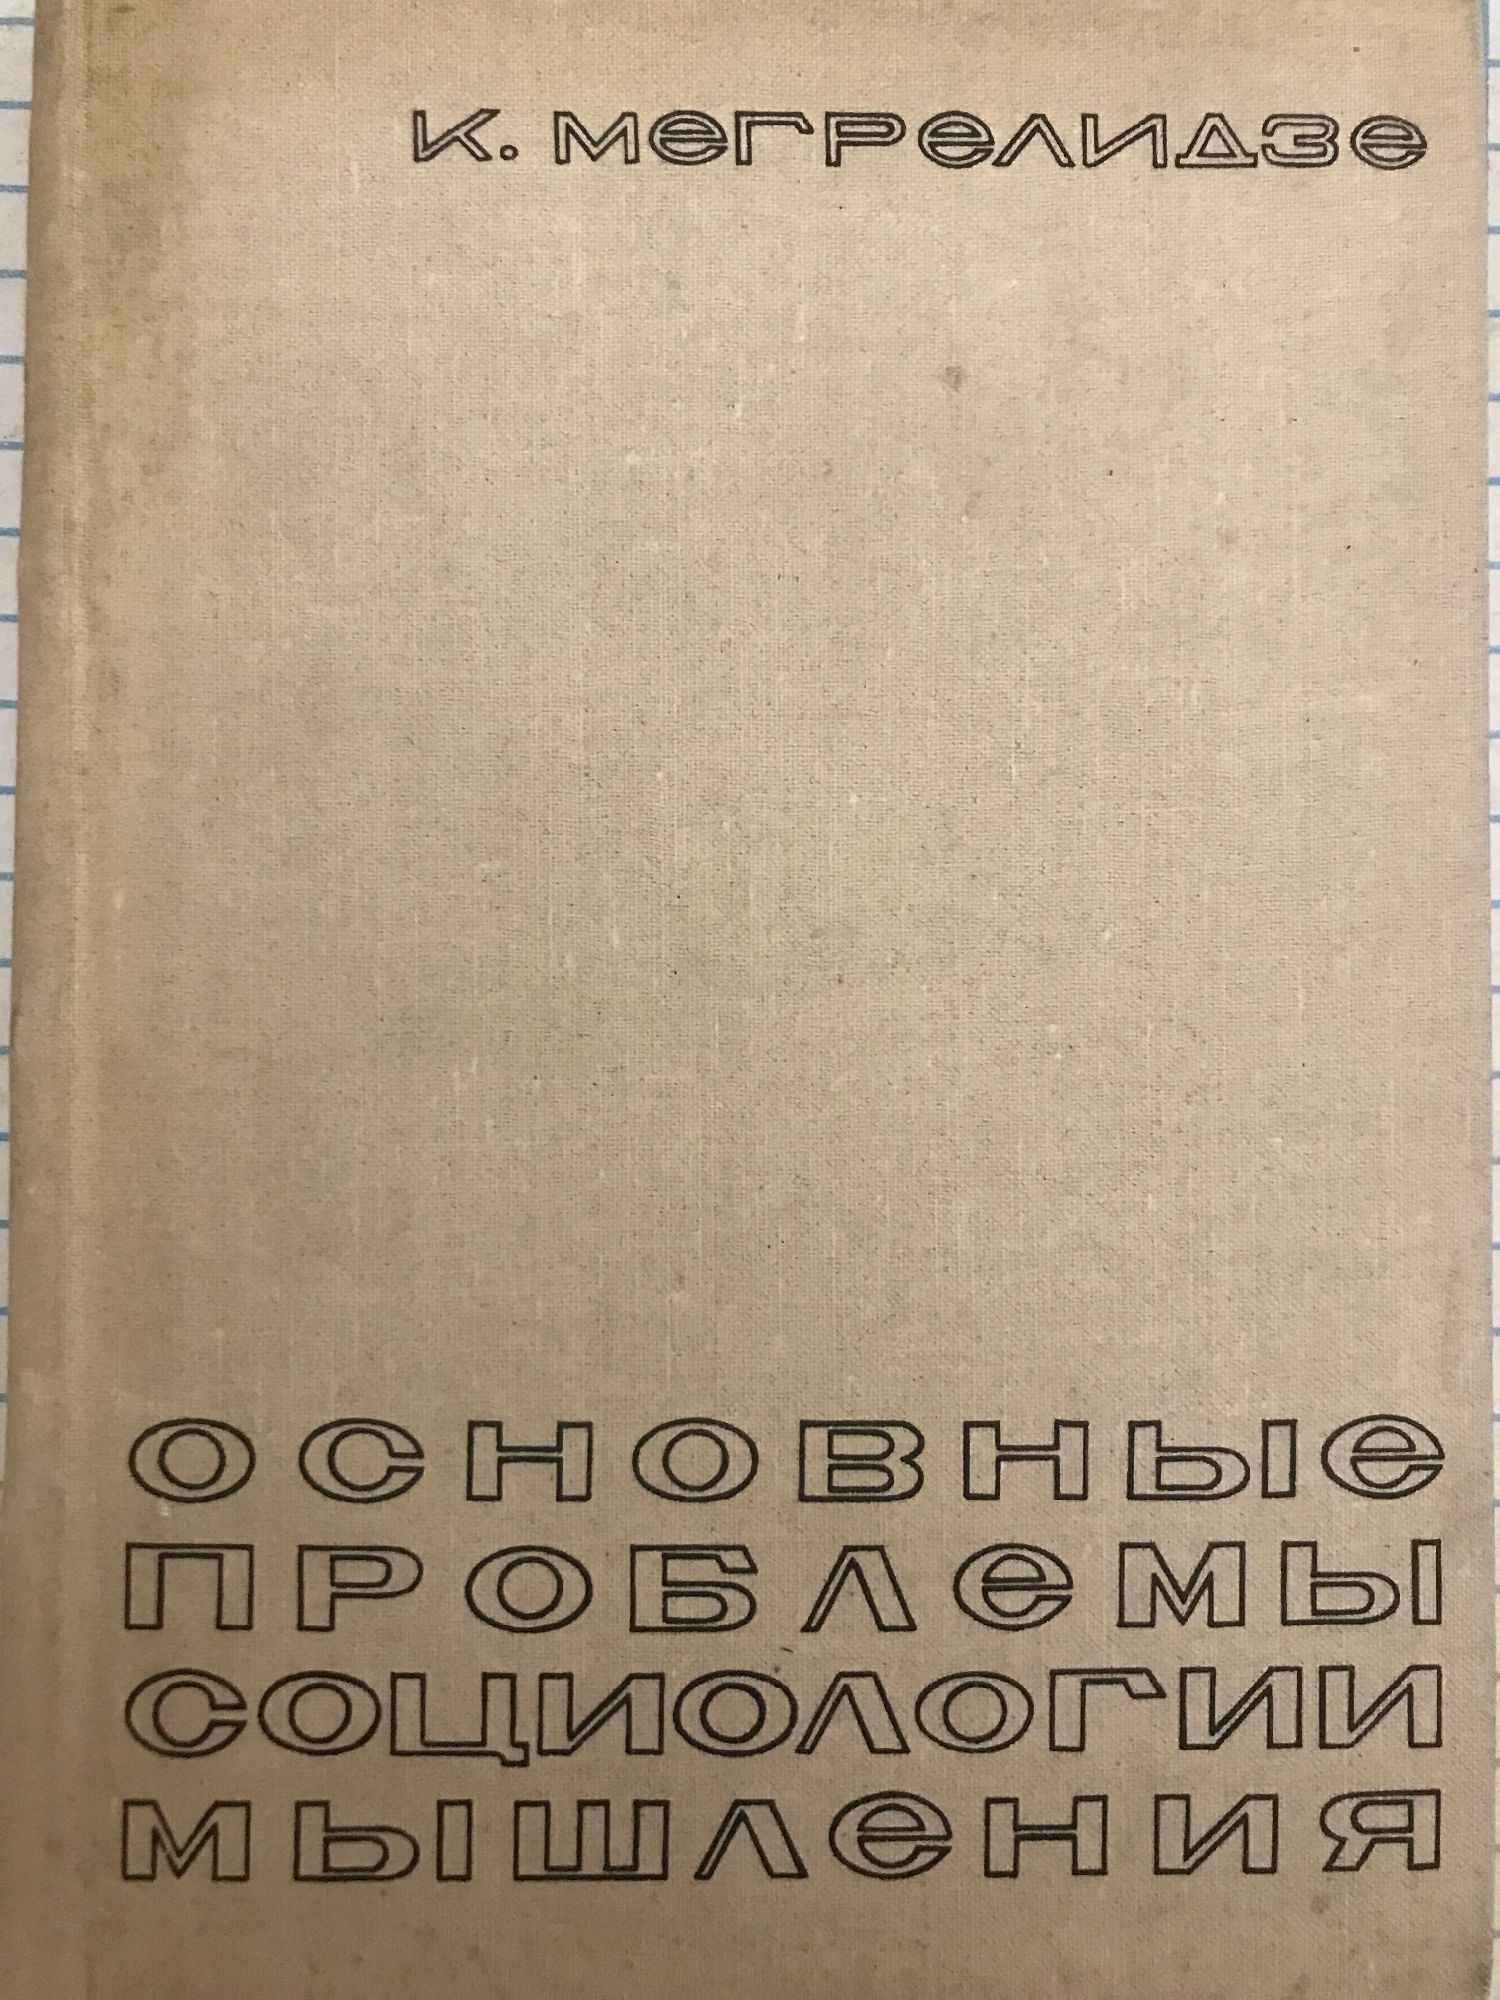 К. МЕГРЕЛИДЗЕ
ОСНОВНЫЕ
ПРОБЛЕМЫ
СОЦИОЛОГИИ
МЫШЛЕНИЯ